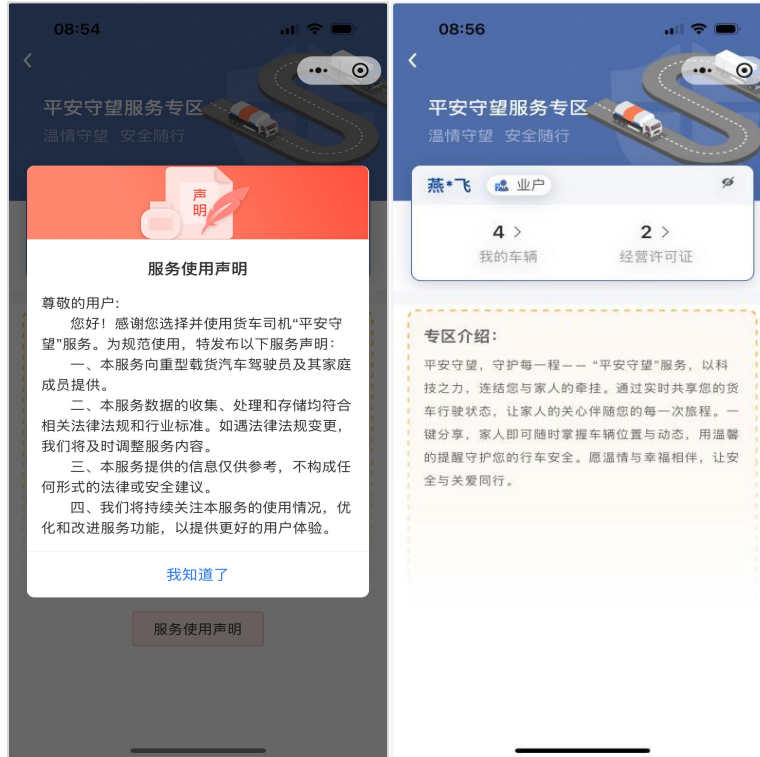 08:54
平安守望服务专区
温情守望 安全随行
声
明
服务使用声明
尊敬的用户:
您好！感谢您选择并使用货车司机“平安守
望”服务。为规范使用，特发布以下服务声明:
一、本服务向重型载货汽车驾驶员及其家庭
成员提供。
二、本服务数据的收集、处理和存储均符合
相关法律法规和行业标准。如遇法律法规变更，
我们将及时调整服务内容。
三、本服务提供的信息仅供参考，不构成任
何形式的法律或安全建议。
四、我们将持续关注本服务的使用情况，优
化和改进服务功能，以提供更好的用户体验。
我知道了
服务使用声明
08:56
平安守望服务专区
温情守望 安全随行
燕*飞 业户
4 > 2 >
我的车辆 经营许可证
专区介绍:
平安守望，守护每一程—— “平安守望”服务，以科
技之力，连结您与家人的牵挂。通过实时共享您的货
车行驶状态，让家人的关心伴随您的每一次旅程。一
键分享，家人即可随时掌握车辆位置与动态，用温馨
的提醒守护您的行车安全。愿温情与幸福相伴，让安
全与关爱同行。